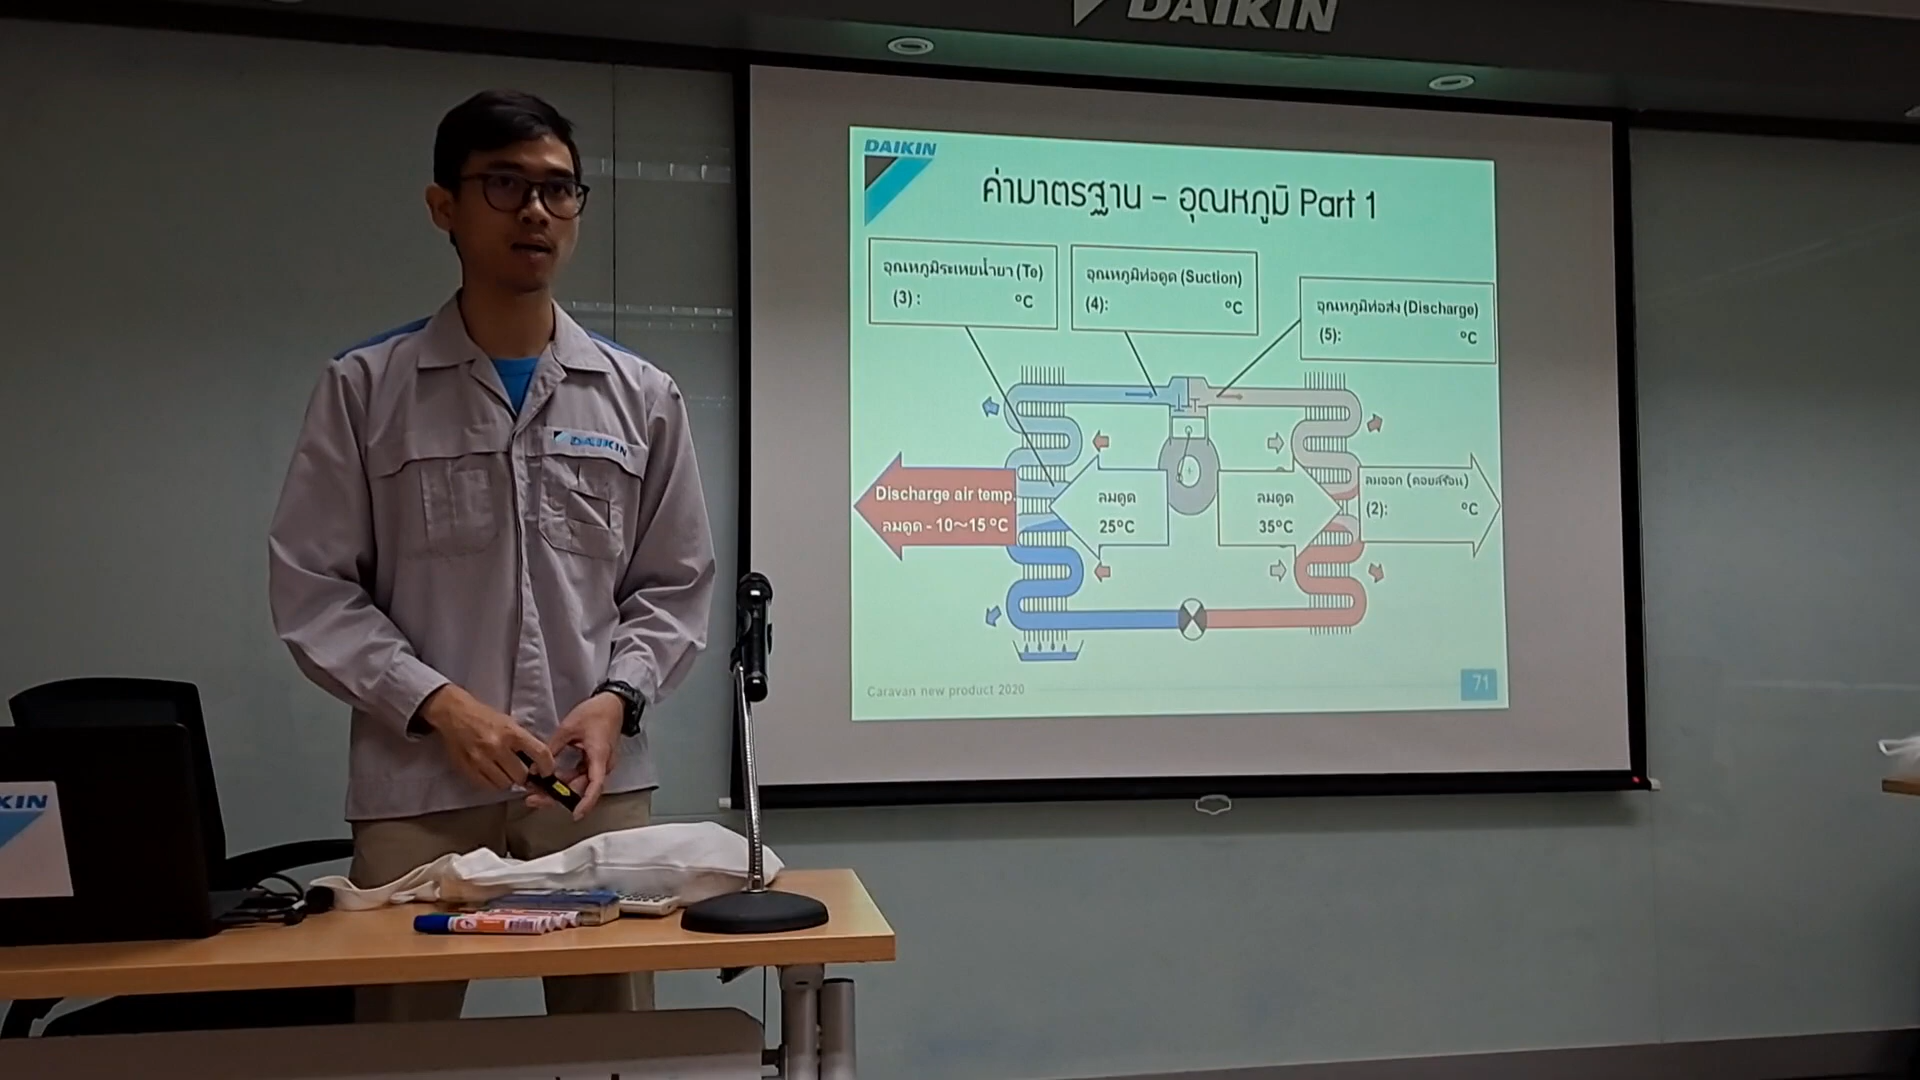 DAIKIN
DAIKIN
ค่ามาตรฐาน – อุณหภูมิ Part 1
อุณหภูมิระเหยน้ำยา (Te)
(3) : °C
อุณหภูมิท่อดูด (Suction)
(4): °C
อุณหภูมิท่อส่ง (Discharge)
(5): °C
Discharge air temp.
ลมดูด - 10～15 °C
ลมดูด
25°C
ลมดูด
35°C
ลมออก (คอยล์ร้อน)
(2): °C
Caravan new product 2020
71
DAIKIN
KIN